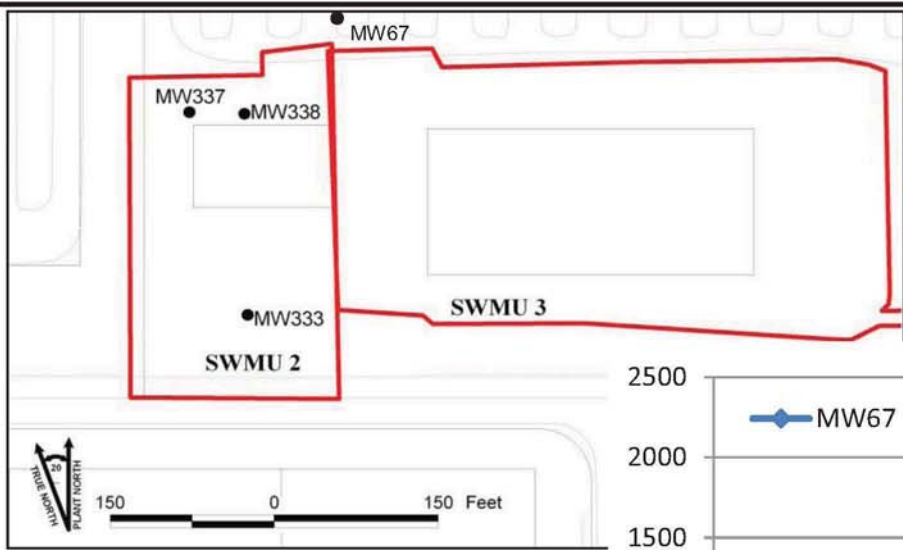 MW67
MW337
MW338
SWMU 3
MW333
SWMU 2
2500
MW67
2000
1500
20
TRUE NORTH
PLANT NORTH
150 0 150 Feet